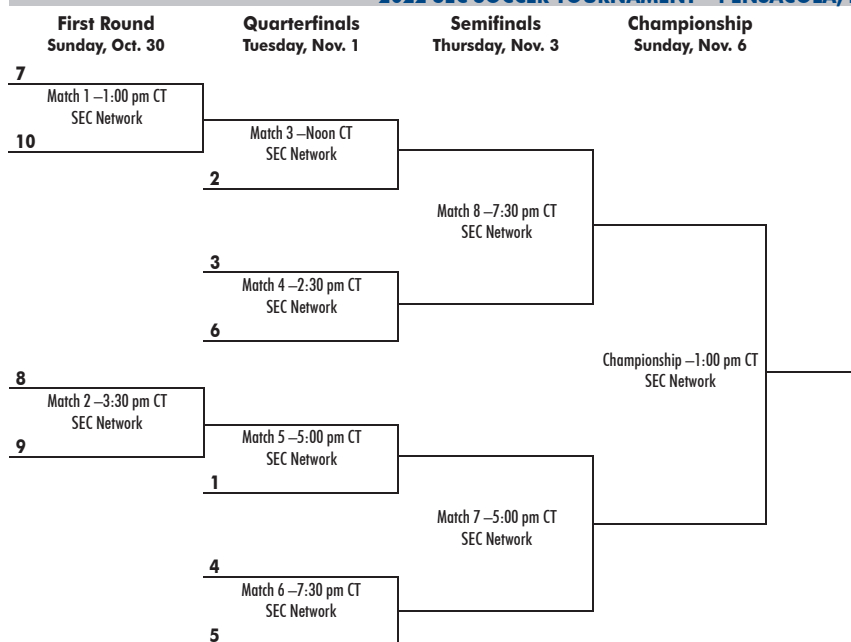 2022 SEC SOCCER TOURNAMENT
First Round
Sunday, Oct. 30
Quarterfinals
Tuesday, Nov. 1
Semifinals
Thursday, Nov. 3
Championship
Sunday, Nov. 6
7
Match 1 –1:00 pm CT
SEC Network
10
Match 3 –Noon CT
SEC Network
2
Match 8 –7:30 pm CT
SEC Network
3
Match 4 –2:30 pm CT
SEC Network
6
Championship –1:00 pm CT
SEC Network
8
Match 2 –3:30 pm CT
SEC Network
9
Match 5 –5:00 pm CT
SEC Network
1
Match 7 –5:00 pm CT
SEC Network
4
Match 6 –7:30 pm CT
SEC Network
5